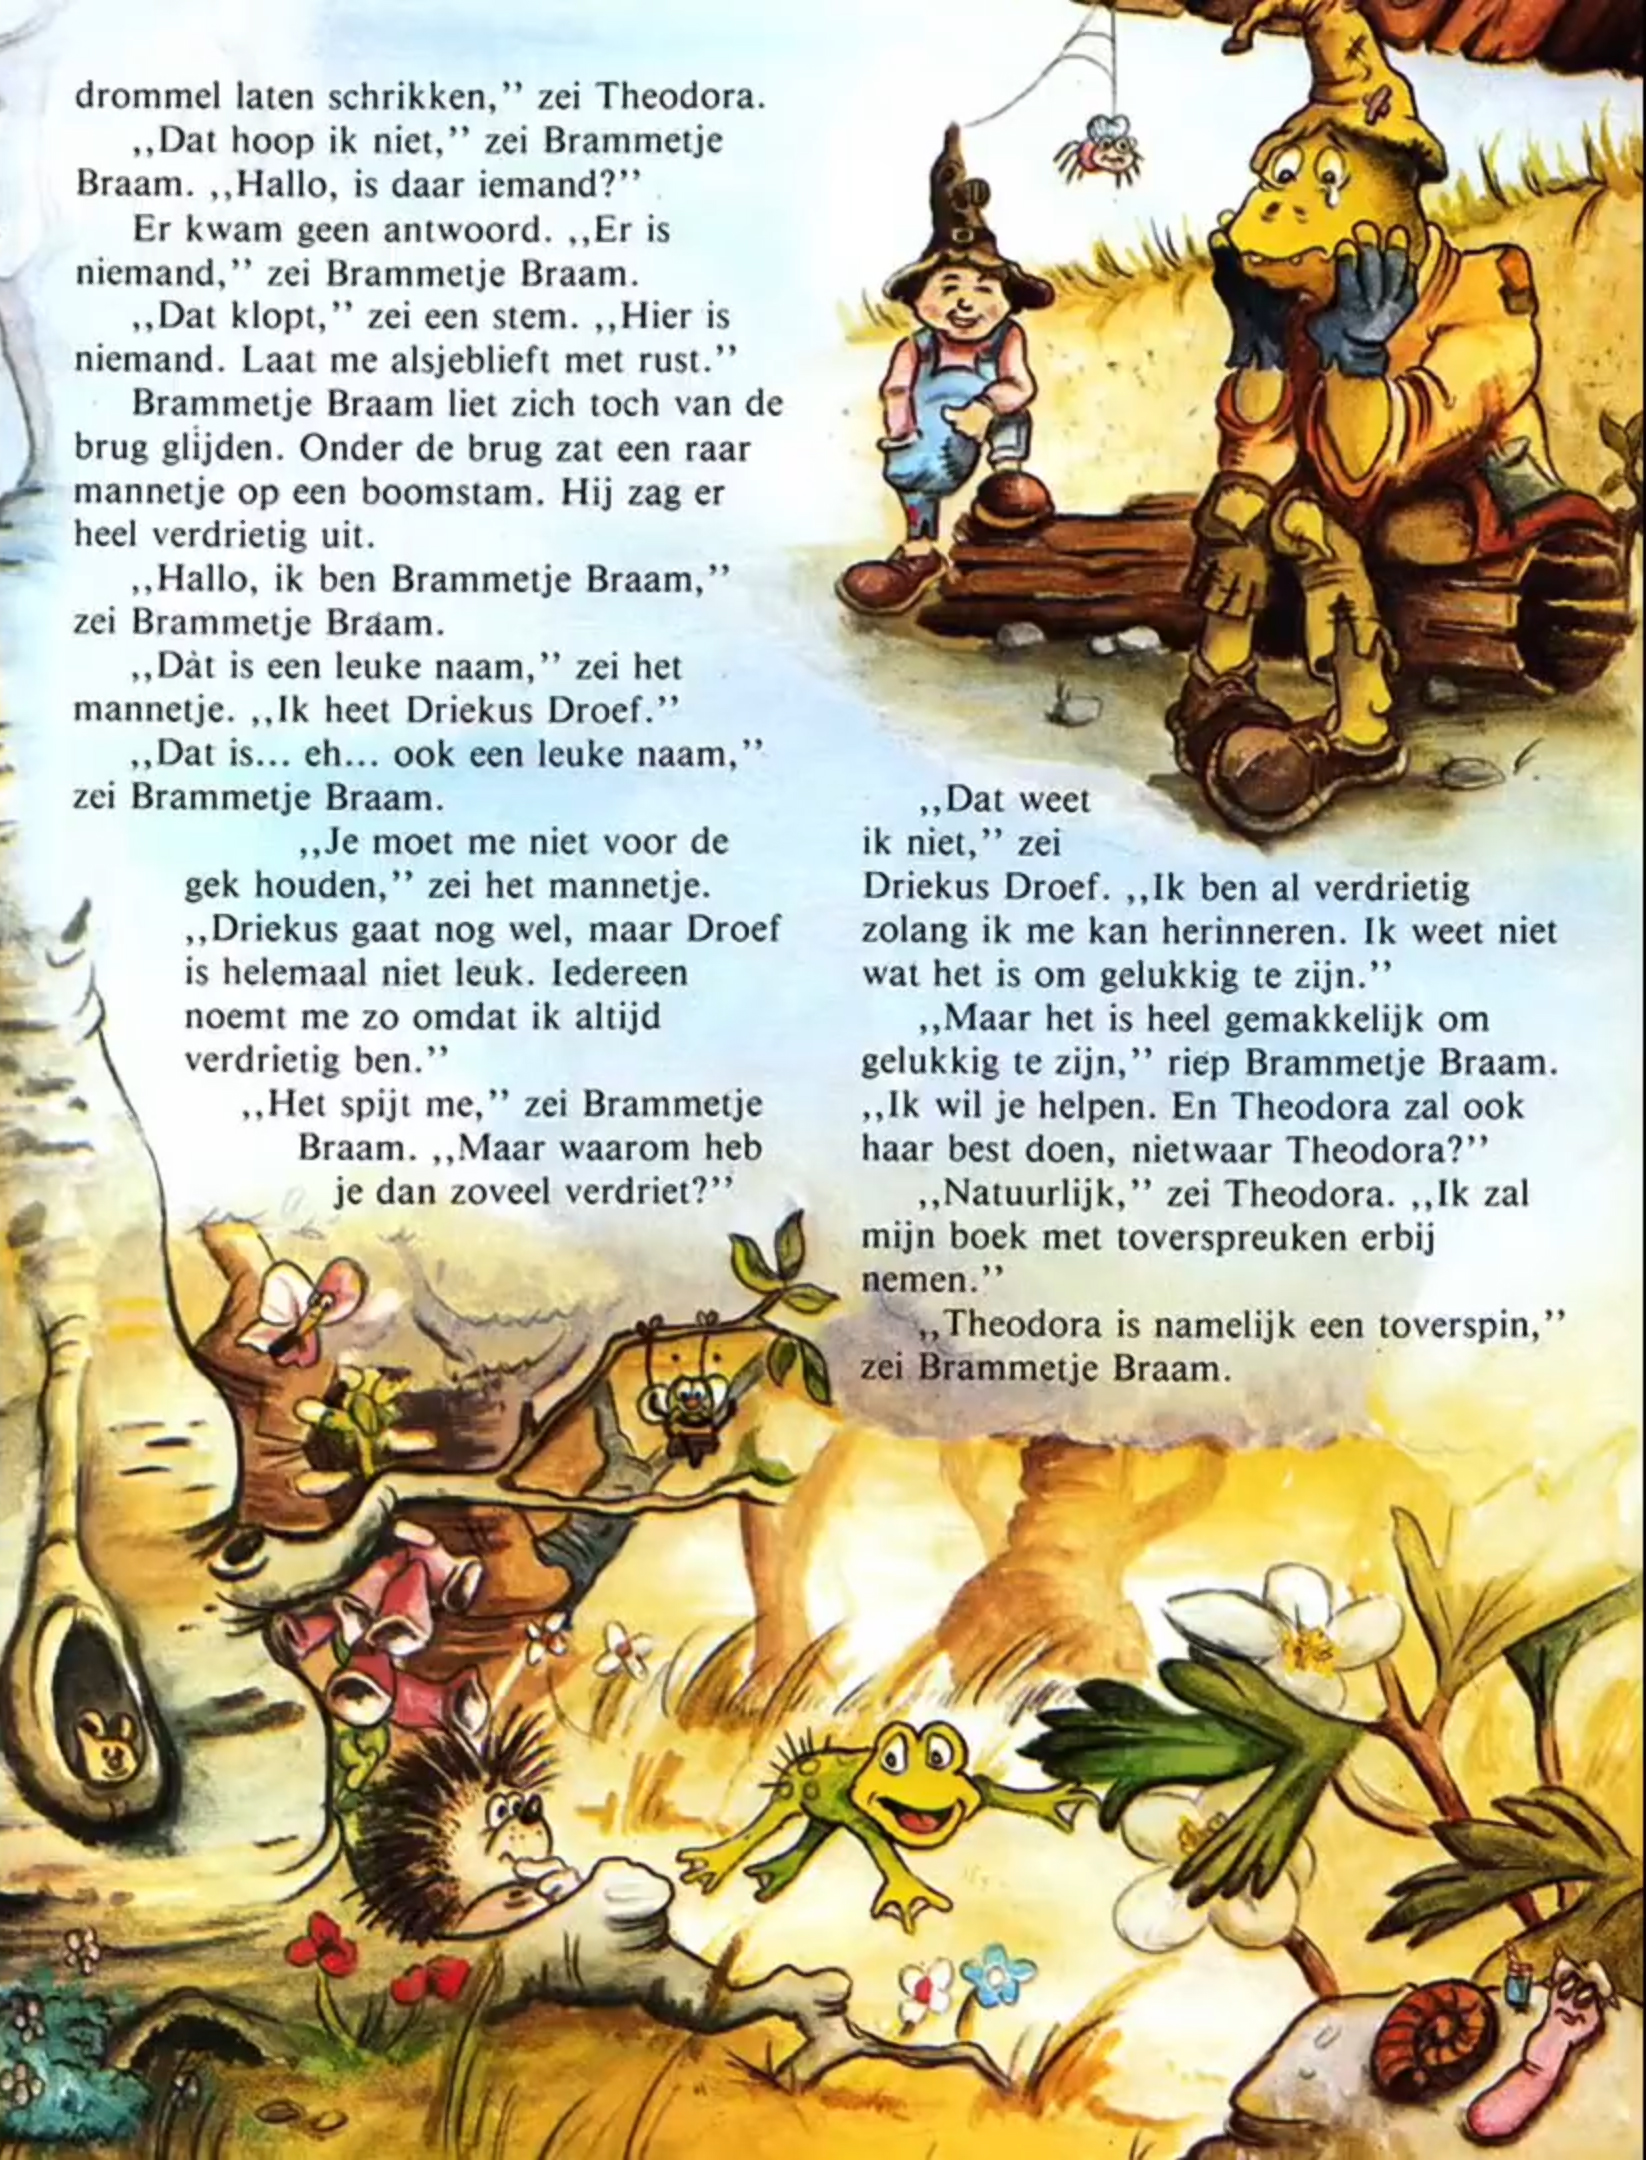 drommel laten schrikken,’’ zei Theodora.
,,Dat hoop ik niet,’’ zei Brammetje
Braam. ,,Hallo, is daar iemand?’’
Er kwam geen antwoord. ,,Er is
niemand,’’ zei Brammetje Braam.
,,Dat klopt,’’ zei een stem. ,,Hier is
niemand. Laat me alsjeblieft met rust.’’
Brammetje Braam liet zich toch van de
brug glijden. Onder de brug zat een raar
mannetje op een boomstam. Hij zag er
heel verdrietig uit.
,,Hallo, ik ben Brammetje Braam,’’
zei Brammetje Braam.
,,Dàt is een leuke naam,’’ zei het
mannetje. ,,Ik heet Driekus Droef.’’
,,Dat is... eh... ook een leuke naam,’’
zei Brammetje Braam.
,,Je moet me niet voor de
gek houden,’’ zei het mannetje.
,,Driekus gaat nog wel, maar Droef
is helemaal niet leuk. Iedereen
noemt me zo omdat ik altijd
verdrietig ben.’’
,,Het spijt me,’’ zei Brammetje
Braam. ,,Maar waarom heb
je dan zoveel verdriet?’’
,,Dat weet
ik niet,’’ zei
Driekus Droef. ,,Ik ben al verdrietig
zolang ik me kan herinneren. Ik weet niet
wat het is om gelukkig te zijn.’’
,,Maar het is heel gemakkelijk om
gelukkig te zijn,’’ riep Brammetje Braam.
,,Ik wil je helpen. En Theodora zal ook
haar best doen, nietwaar Theodora?’’
,,Natuurlijk,’’ zei Theodora. ,,Ik zal
mijn boek met toverspreuken erbij
nemen.’’
,,Theodora is namelijk een toverspin,’’
zei Brammetje Braam.